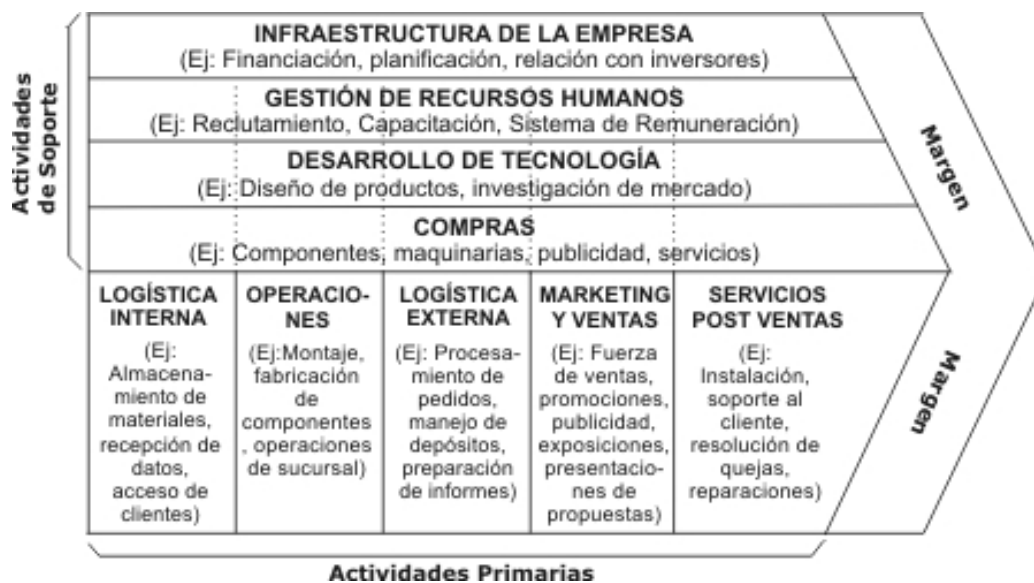 Actividades
de Soporte
INFRAESTRUCTURA DE LA EMPRESA
(Ej: Financiación, planificación, relación con inversores)
GESTIÓN DE RECURSOS HUMANOS
(Ej: Reclutamiento, Capacitación, Sistema de Remuneración)
DESARROLLO DE TECNOLOGÍA
(Ej: Diseño de productos, investigación de mercado)
COMPRAS
(Ej: Componentes, maquinarias, publicidad, servicios)
Margen
LOGÍSTICA
INTERNA
(Ej:
Almacena-
miento de
materiales,
recepción de
datos,
acceso de
clientes)
OPERACIO-
NES
(Ej:Montaje,
fabricación
de
componentes
, operaciones
de sucursal)
LOGÍSTICA
EXTERNA
(Ej: Procesa-
miento de
pedidos,
manejo de
depósitos,
preparación
de informes)
MARKETING
Y VENTAS
(Ej: Fuerza
de ventas,
promociones,
publicidad,
exposiciones,
presentacio-
nes de
propuestas)
SERVICIOS
POST VENTAS
(Ej:
Instalación,
soporte al
cliente,
resolución de
quejas,
reparaciones)
Margen
Actividades Primarias